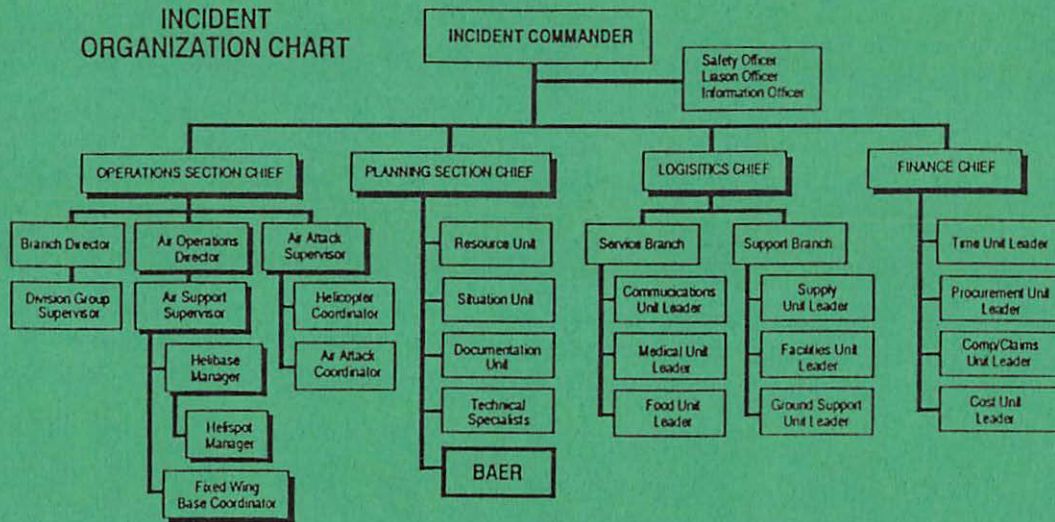 INCIDENT
ORGANIZATION CHART
INCIDENT COMMANDER
Safety Officer
Liason Officer
Information Officer
OPERATIONS SECTION CHIEF
PLANNING SECTION CHIEF
LOGISITICS CHIEF
FINANCE CHIEF
Branch Director
Air Operations
Director
Air Attack
Supervisor
Division Group
Supervisor
Air Support
Supervisor
Helicopter
Coordinator
Helibase
Manager
Air Attack
Coordinator
Helispot
Manager
Fixed Wing
Base Coordinator
Resource Unit
Situation Unit
Documentation
Unit
Technical
Specialists
BAER
Service Branch
Support Branch
Commucications
Unit Leader
Medical Unit
Leader
Food Unit
Leader
Supply
Unit Leader
Facilities Unit
Leader
Ground Support
Unit Leader
Time Unit Leader
Procurement Unit
Leader
Comp/Claims
Unit Leader
Cost Unit
Leader